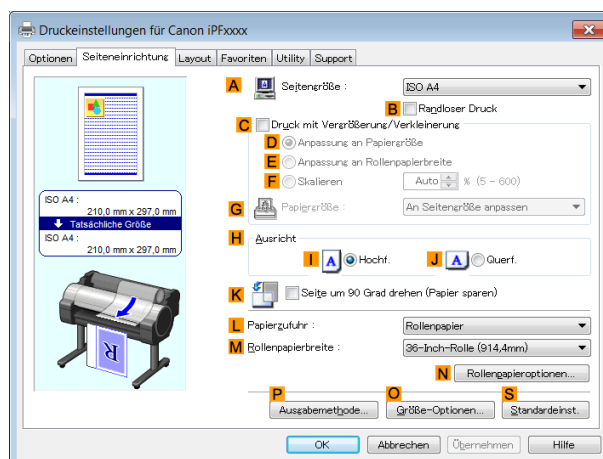 Druckeinstellungen für Canon iPFxxxx
Optionen Seiteneinrichtung Layout Favoriten Utility Support
A Seitengröße : ISO A4
B Randloser Druck
C Druck mit Vergrößerung/Verkleinerung
D Anpassung an Papiergröße
E Anpassung an Rollenpapierbreite
F Skalieren Auto % (5 - 600)
G Papiergröße : An Seitengröße anpassen
ISO A4 :
210,0 mm x 297,0 mm
Tatsächliche Größe
ISO A4 :
210,0 mm x 297,0 mm
H Ausricht
I A Hochf. J A Querf.
K Seite um 90 Grad drehen (Papier sparen)
L Papierzufuhr : Rollenpapier
M Rollenpapierbreite : 36-Inch-Rolle (914,4mm)
N Rollenpapieroptionen...
R
P O S
Ausgabemethode... Größe-Optionen... Standardeinst.
OK Abbrechen Übernehmen Hilfe